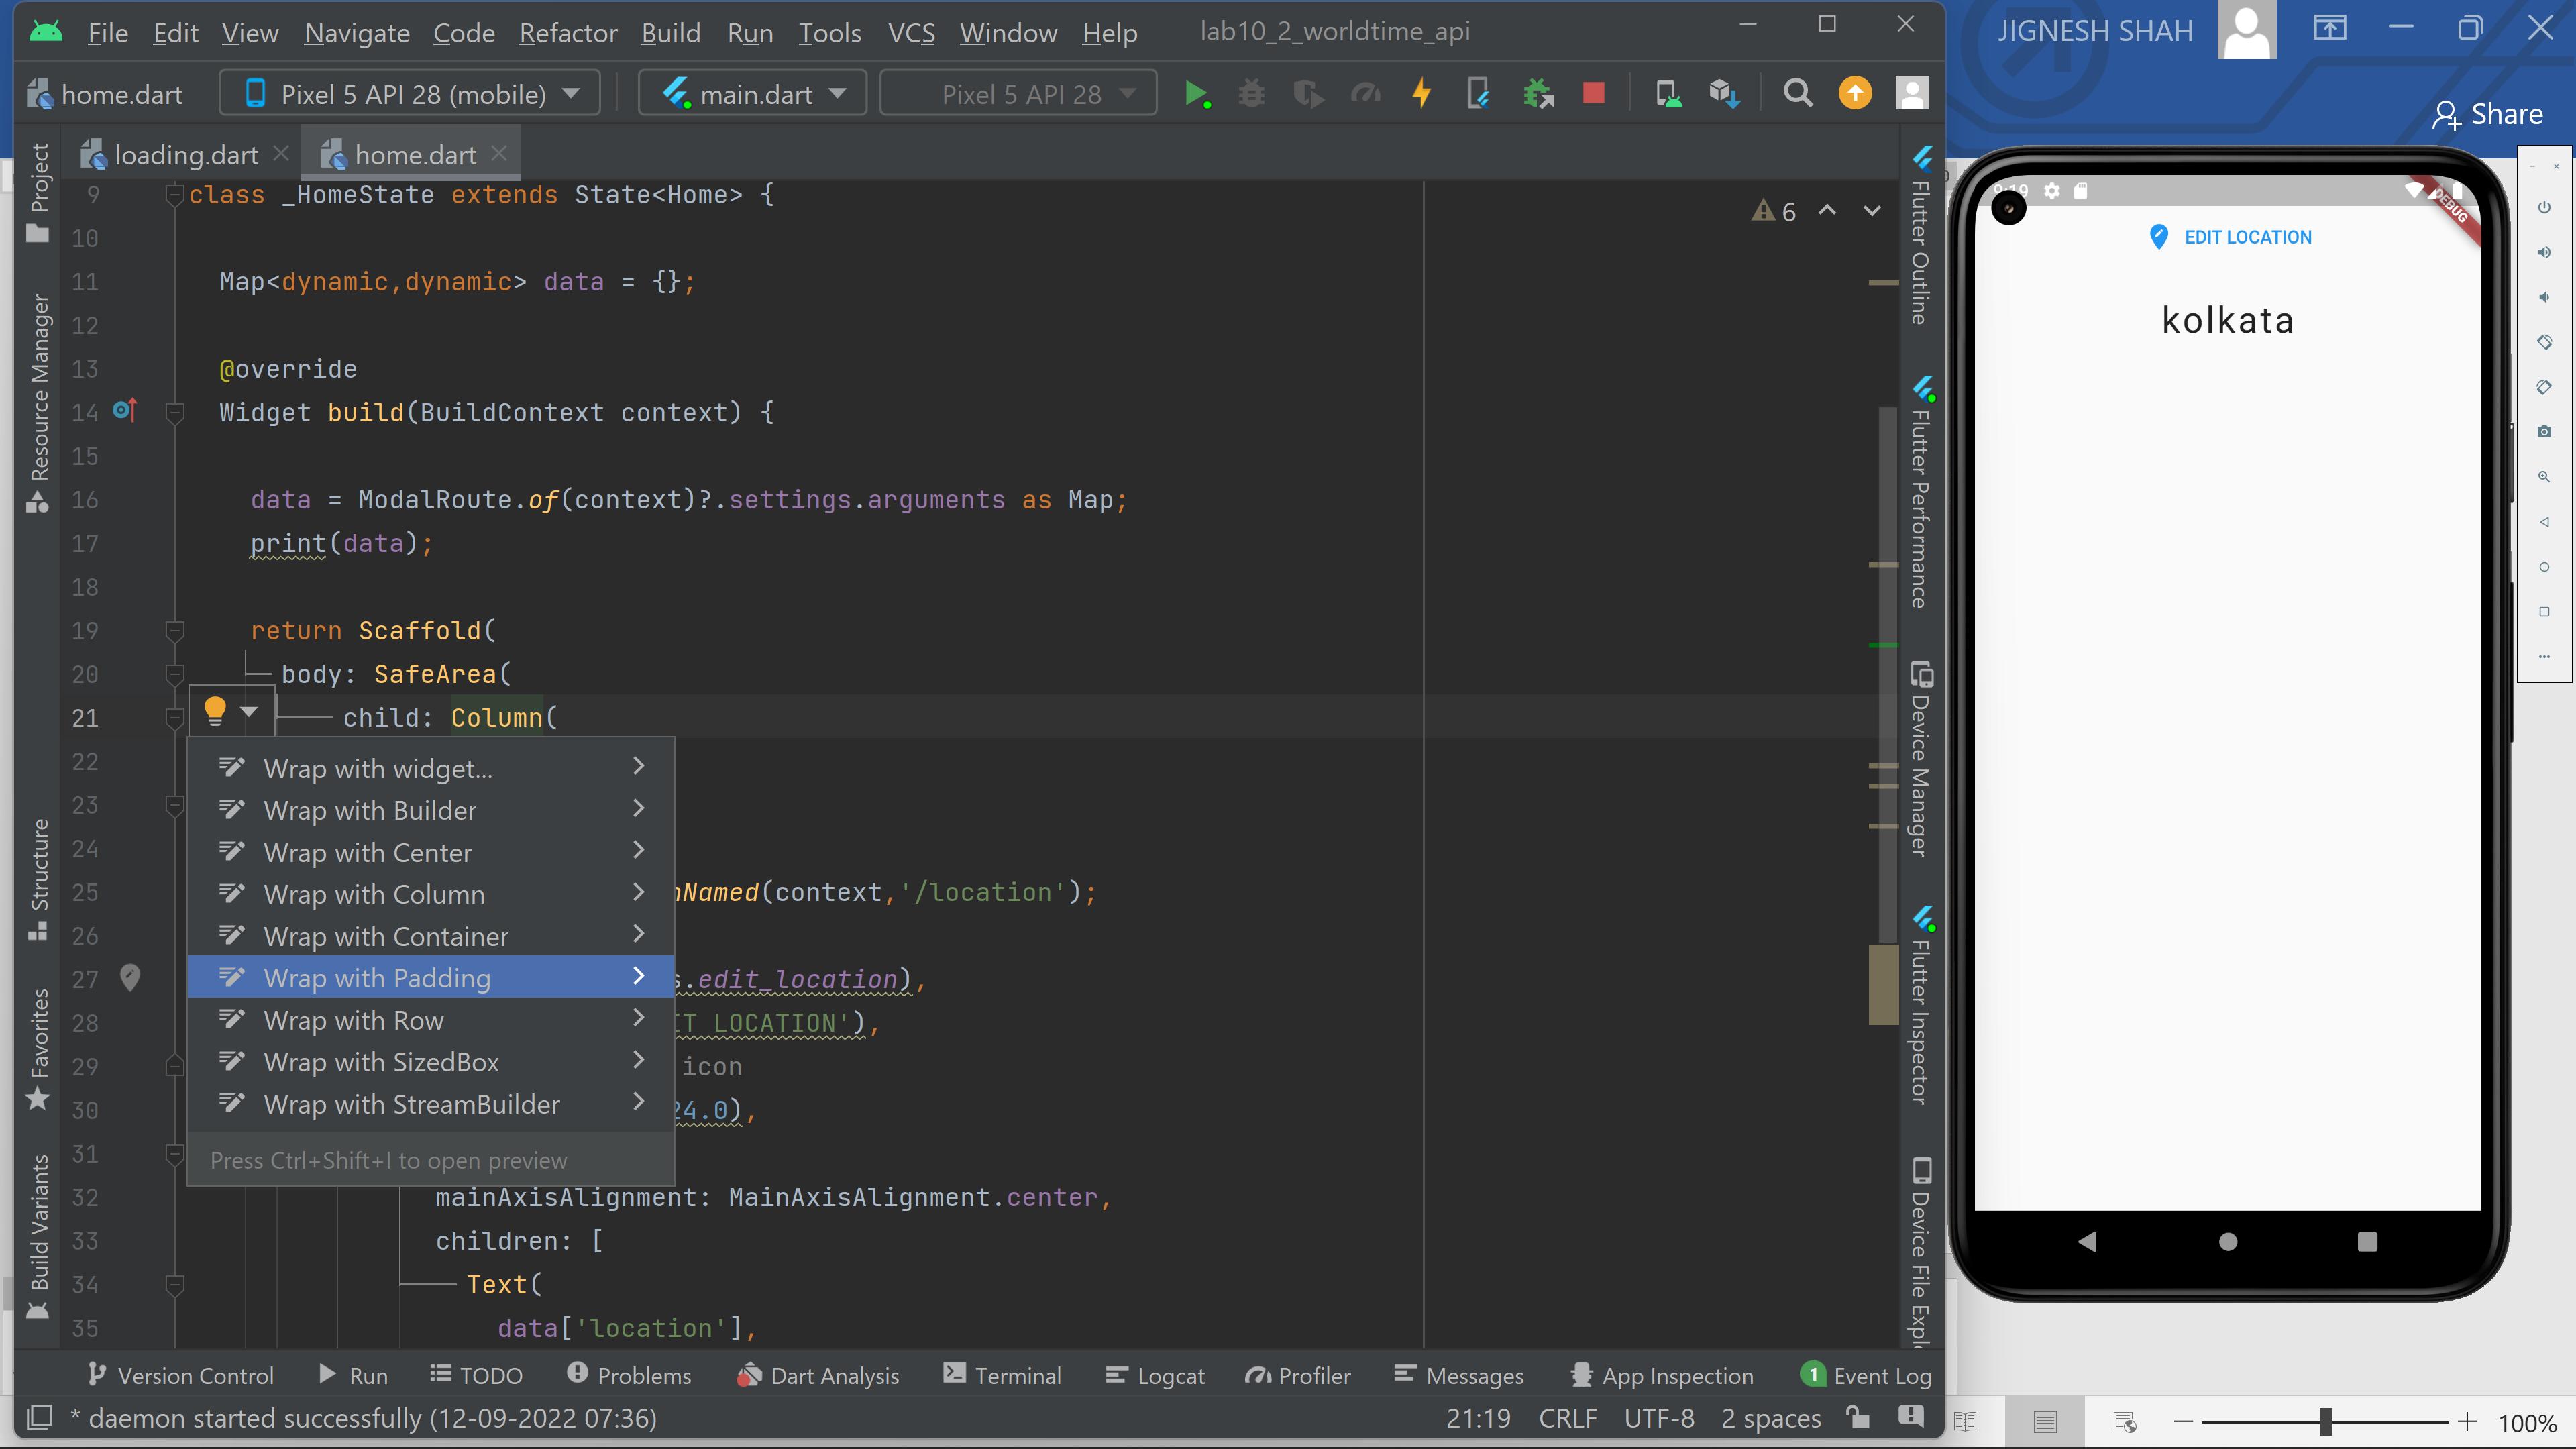 File Edit View Navigate Code Refactor Build Run Tools VCS Window Help lab10_2_worldtime_api
JIGNESH SHAH
Share
home.dart Pixel 5 API 28 (mobile) main.dart Pixel 5 API 28
loading.dart home.dart
Project
Resource Manager
Structure
Favorites
Build Variants
6
9 class _HomeState extends State<Home> {
10
11 Map<dynamic,dynamic> data = {};
12
13 @override
14 Widget build(BuildContext context) {
15
16 data = ModalRoute.of(context)?.settings.arguments as Map;
17 print(data);
18
19 return Scaffold(
20 body: SafeArea(
21 child: Column(
22
23
24
25 nNamed(context,'/location');
26
27 s.edit_location),
28 IT LOCATION'),
29 icon
30 24.0),
31
32 mainAxisAlignment: MainAxisAlignment.center,
33 children: [
34 Text(
35 data['location'],
Wrap with widget...
Wrap with Builder
Wrap with Center
Wrap with Column
Wrap with Container
Wrap with Padding
Wrap with Row
Wrap with SizedBox
Wrap with StreamBuilder
Press Ctrl+Shift+I to open preview
Flutter Outline
Flutter Performance
Device Manager
Flutter Inspector
Device File Expl
9:19
DEBUG
EDIT LOCATION
kolkata
Version Control Run TODO Problems Dart Analysis Terminal Logcat Profiler Messages App Inspection 1 Event Log
* daemon started successfully (12-09-2022 07:36) 21:19 CRLF UTF-8 2 spaces
100%